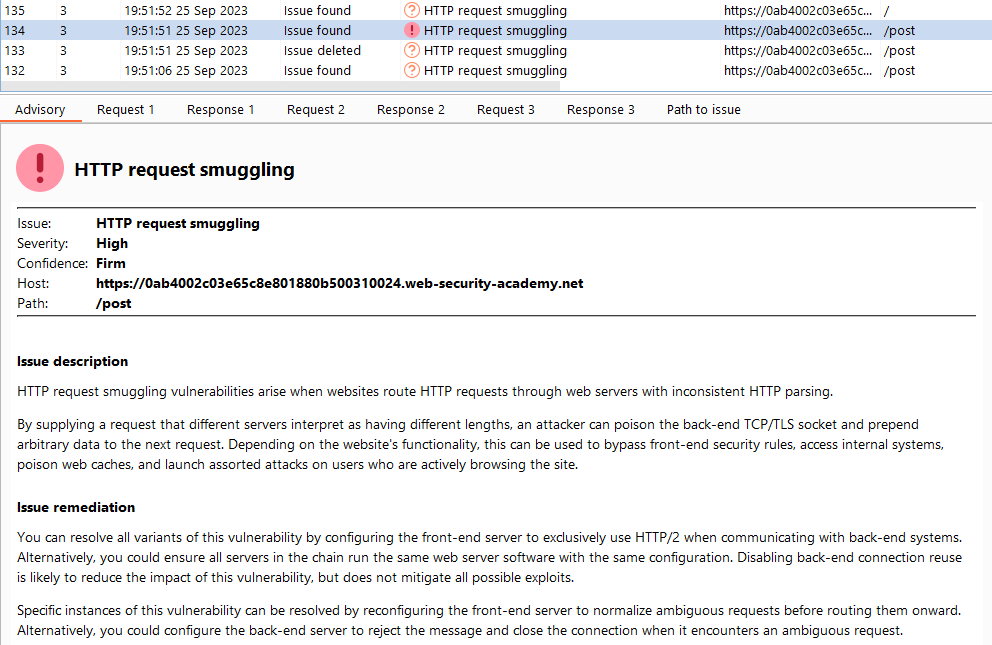 135 3 19:51:52 25 Sep 2023 Issue found ? HTTP request smuggling https://0ab4002c03e65c... /
134 3 19:51:51 25 Sep 2023 Issue found ! HTTP request smuggling https://0ab4002c03e65c... /post
133 3 19:51:51 25 Sep 2023 Issue deleted ? HTTP request smuggling https://0ab4002c03e65c... /post
132 3 19:51:06 25 Sep 2023 Issue found ? HTTP request smuggling https://0ab4002c03e65c... /post
Advisory Request 1 Response 1 Request 2 Response 2 Request 3 Response 3 Path to issue
! HTTP request smuggling
Issue: HTTP request smuggling
Severity: High
Confidence: Firm
Host: https://0ab4002c03e65c8e801880b500310024.web-security-academy.net
Path: /post
Issue description
HTTP request smuggling vulnerabilities arise when websites route HTTP requests through web servers with inconsistent HTTP parsing.
By supplying a request that different servers interpret as having different lengths, an attacker can poison the back-end TCP/TLS socket and prepend
arbitrary data to the next request. Depending on the website's functionality, this can be used to bypass front-end security rules, access internal systems,
poison web caches, and launch assorted attacks on users who are actively browsing the site.
Issue remediation
You can resolve all variants of this vulnerability by configuring the front-end server to exclusively use HTTP/2 when communicating with back-end systems.
Alternatively, you could ensure all servers in the chain run the same web server software with the same configuration. Disabling back-end connection reuse
is likely to reduce the impact of this vulnerability, but does not mitigate all possible exploits.
Specific instances of this vulnerability can be resolved by reconfiguring the front-end server to normalize ambiguous requests before routing them onward.
Alternatively, you could configure the back-end server to reject the message and close the connection when it encounters an ambiguous request.